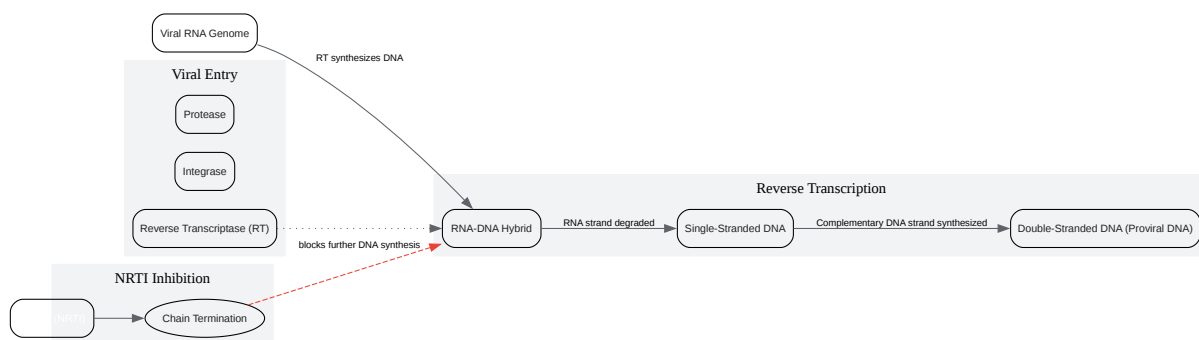 Viral RNA Genome
RT synthesizes DNA
Viral Entry
Protease
Integrase
Reverse Transcriptase (RT)
Reverse Transcription
RNA-DNA Hybrid
RNA strand degraded
Single-Stranded DNA
Complementary DNA strand synthesized
Double-Stranded DNA (Proviral DNA)
blocks further DNA synthesis
NRTI Inhibition
(NRTI)
Chain Termination